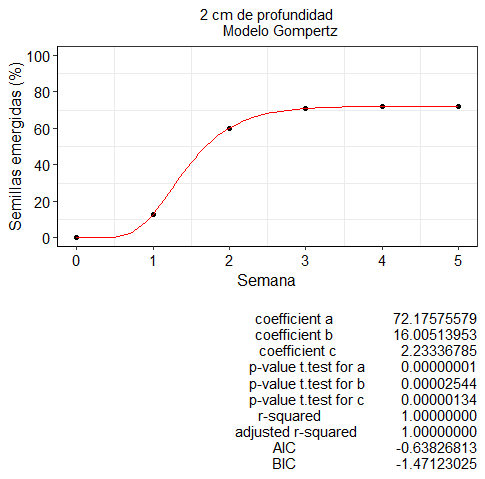 2 cm de profundidad
Modelo Gompertz
Semillas emergidas (%)
100
80
60
40
20
0
0 1 2 3 4 5
Semana
coefficient a 72.17575579
coefficient b 16.00513953
coefficient c 2.23336785
p-value t.test for a 0.00000001
p-value t.test for b 0.00002544
p-value t.test for c 0.00000134
r-squared 1.00000000
adjusted r-squared 1.00000000
AIC -0.63826813
BIC -1.47123025